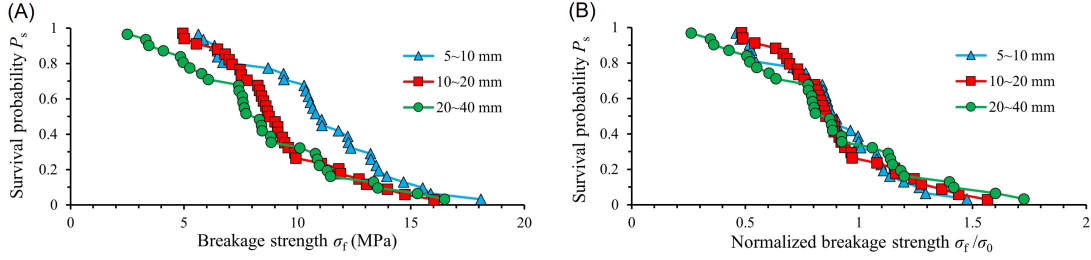 (A)
Survival probability Ps
1
0.8
0.6
0.4
0.2
0
0 5 10 15 20
Breakage strength σf (MPa)
5~10 mm
10~20 mm
20~40 mm
(B)
Survival probability Ps
1
0.8
0.6
0.4
0.2
0
0 0.5 1 1.5 2
Normalized breakage strength σf /σ0
5~10 mm
10~20 mm
20~40 mm